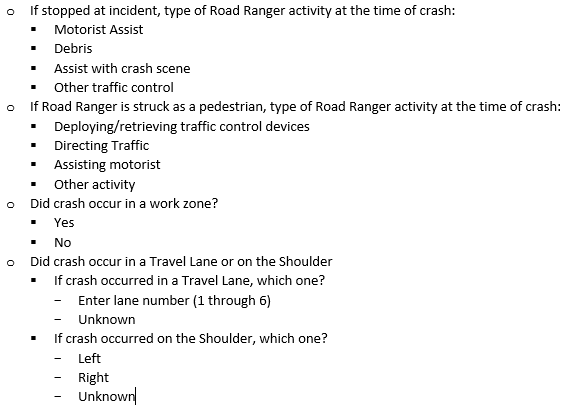 o If stopped at incident, type of Road Ranger activity at the time of crash:
▪ Motorist Assist
▪ Debris
▪ Assist with crash scene
▪ Other traffic control
o If Road Ranger is struck as a pedestrian, type of Road Ranger activity at the time of crash:
▪ Deploying/retrieving traffic control devices
▪ Directing Traffic
▪ Assisting motorist
▪ Other activity
o Did crash occur in a work zone?
▪ Yes
▪ No
o Did crash occur in a Travel Lane or on the Shoulder
▪ If crash occurred in a Travel Lane, which one?
− Enter lane number (1 through 6)
− Unknown
▪ If crash occurred on the Shoulder, which one?
− Left
− Right
− Unknown